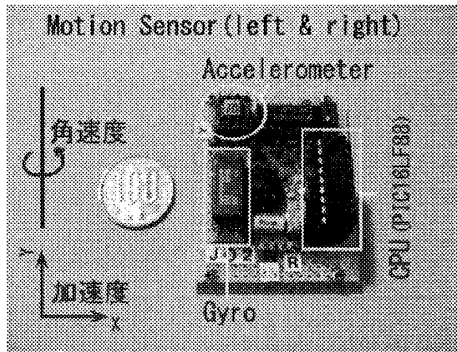 Motion Sensor(left & right)
Accelerometer
角速度
100
CPU (PIC16LF88)
Y
加速度
X
R
Gyro